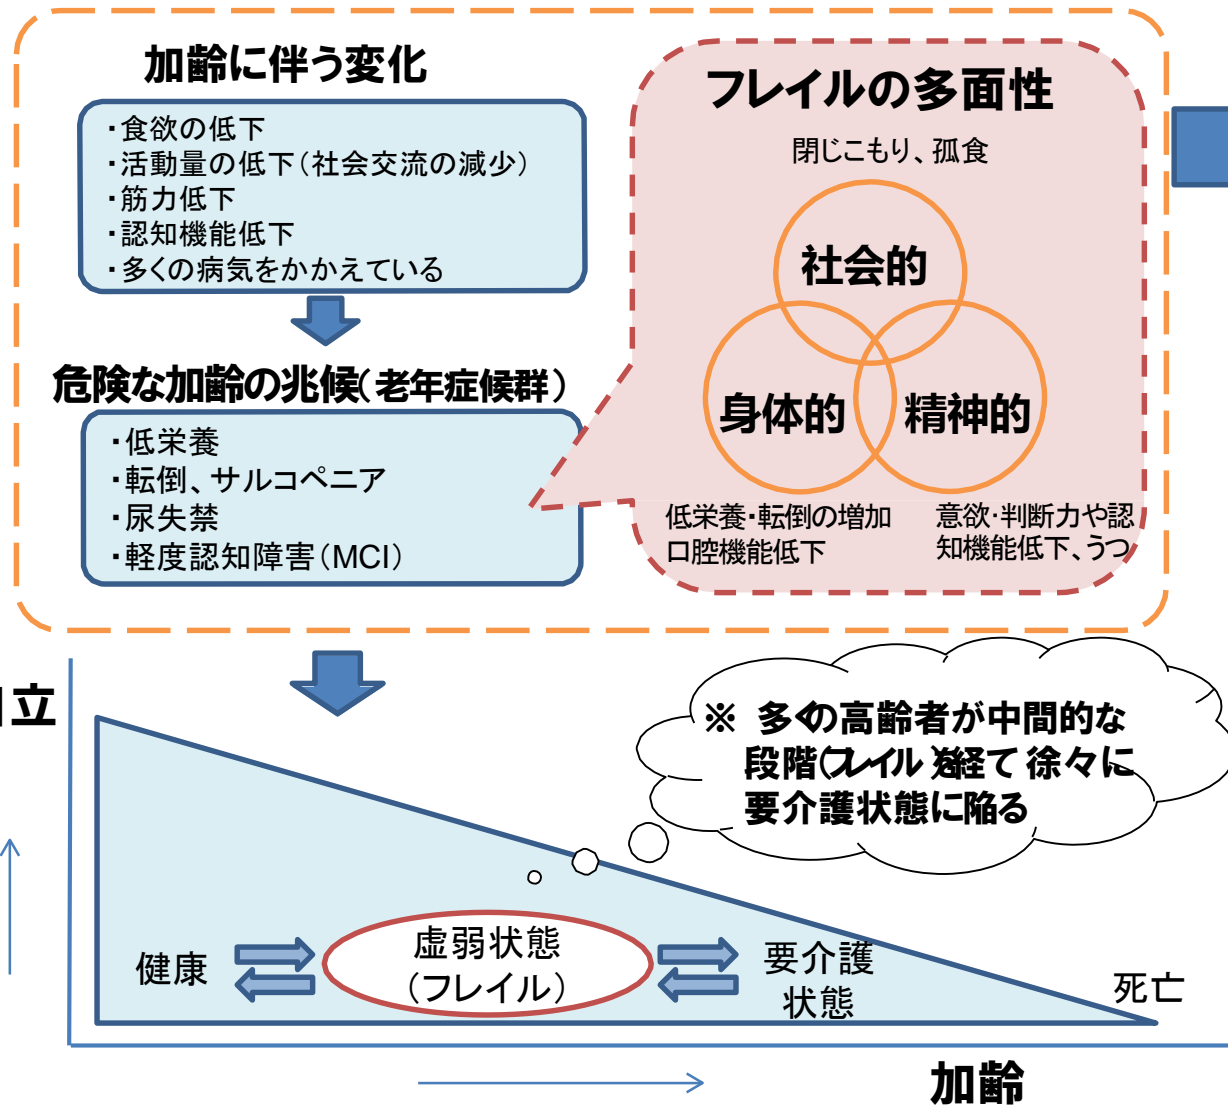 加齢に伴う変化
・食欲の低下
・活動量の低下（社会交流の減少）
・筋力低下
・認知機能低下
・多くの病気をかかえている
危険な加齢の兆候（老年症候群）
・低栄養
・転倒、サルコペニア
・尿失禁
・軽度認知障害（MCI）
フレイルの多面性
閉じこもり、孤食
社会的
身体的
精神的
低栄養・転倒の増加
口腔機能低下
意欲・判断力や認
知機能低下、うつ
立
※ 多くの高齢者が中間的な
段階（フレイル）を経て 徐々に
要介護状態に陥る
健康
虚弱状態
（フレイル）
要介護
状態
死亡
加齢